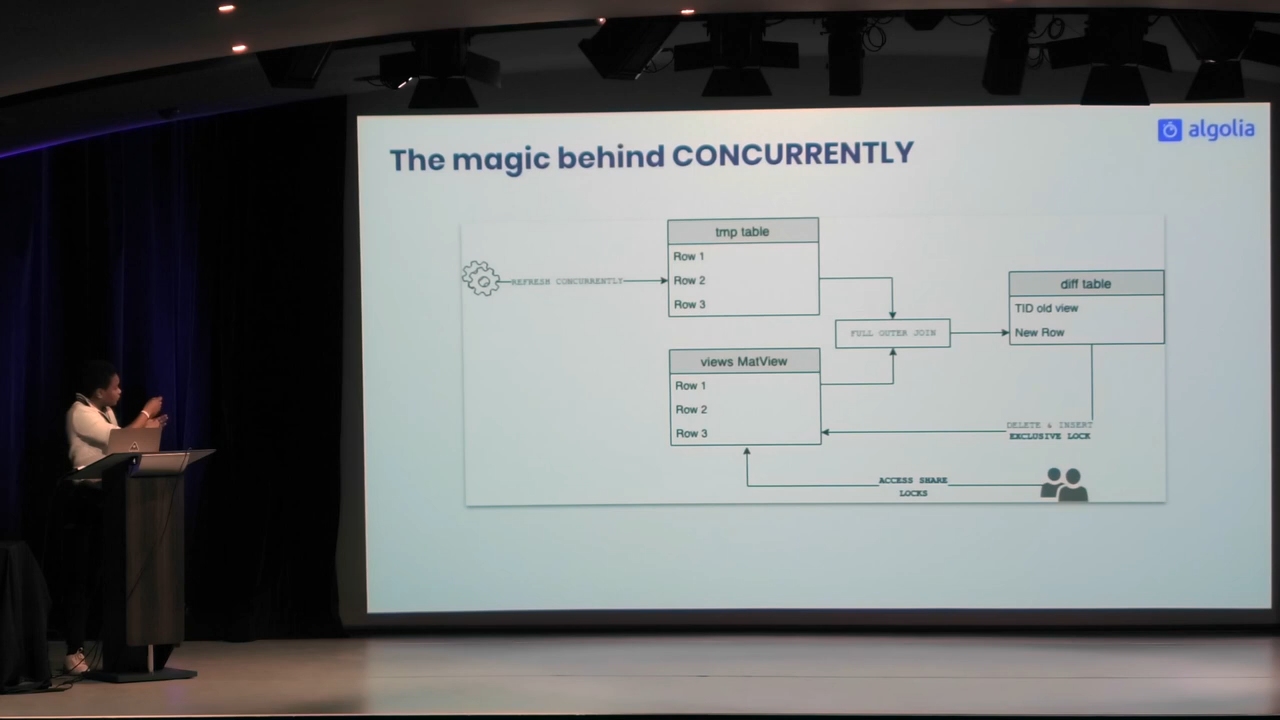 algolia
The magic behind CONCURRENTLY
tmp table
Row 1
REFRESH CONCURRENTLY
Row 2
Row 3
diff table
TID old view
New Row
FULL OUTER JOIN
views MatView
Row 1
Row 2
Row 3
DELETE & INSERT
EXCLUSIVE LOCK
ACCESS SHARE
LOCKS